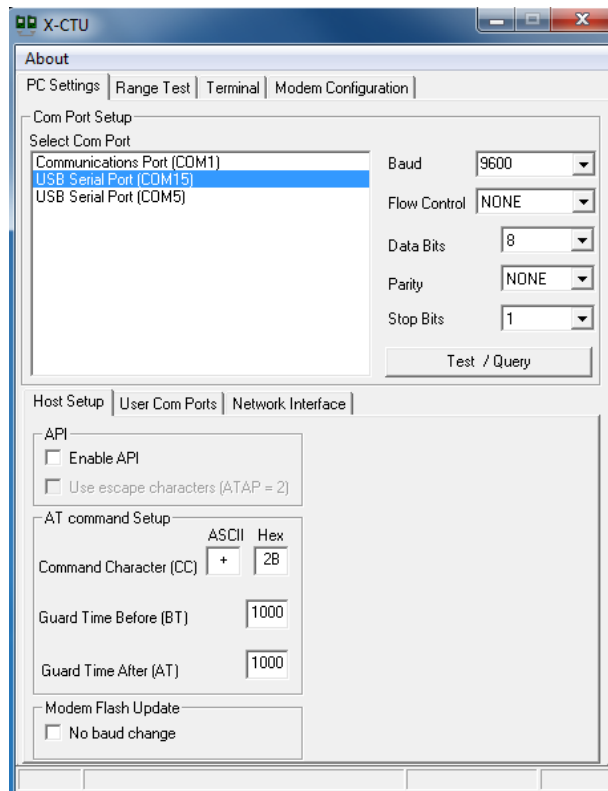 X-CTU
About
PC Settings Range Test Terminal Modem Configuration
Com Port Setup
Select Com Port
Communications Port (COM1)
USB Serial Port (COM15)
USB Serial Port (COM5)
Baud 9600
Flow Control NONE
Data Bits 8
Parity NONE
Stop Bits 1
Test / Query
Host Setup User Com Ports Network Interface
API
Enable API
Use escape characters (ATAP = 2)
AT command Setup
ASCII Hex
Command Character (CC) + 2B
Guard Time Before (BT) 1000
Guard Time After (AT) 1000
Modem Flash Update
No baud change